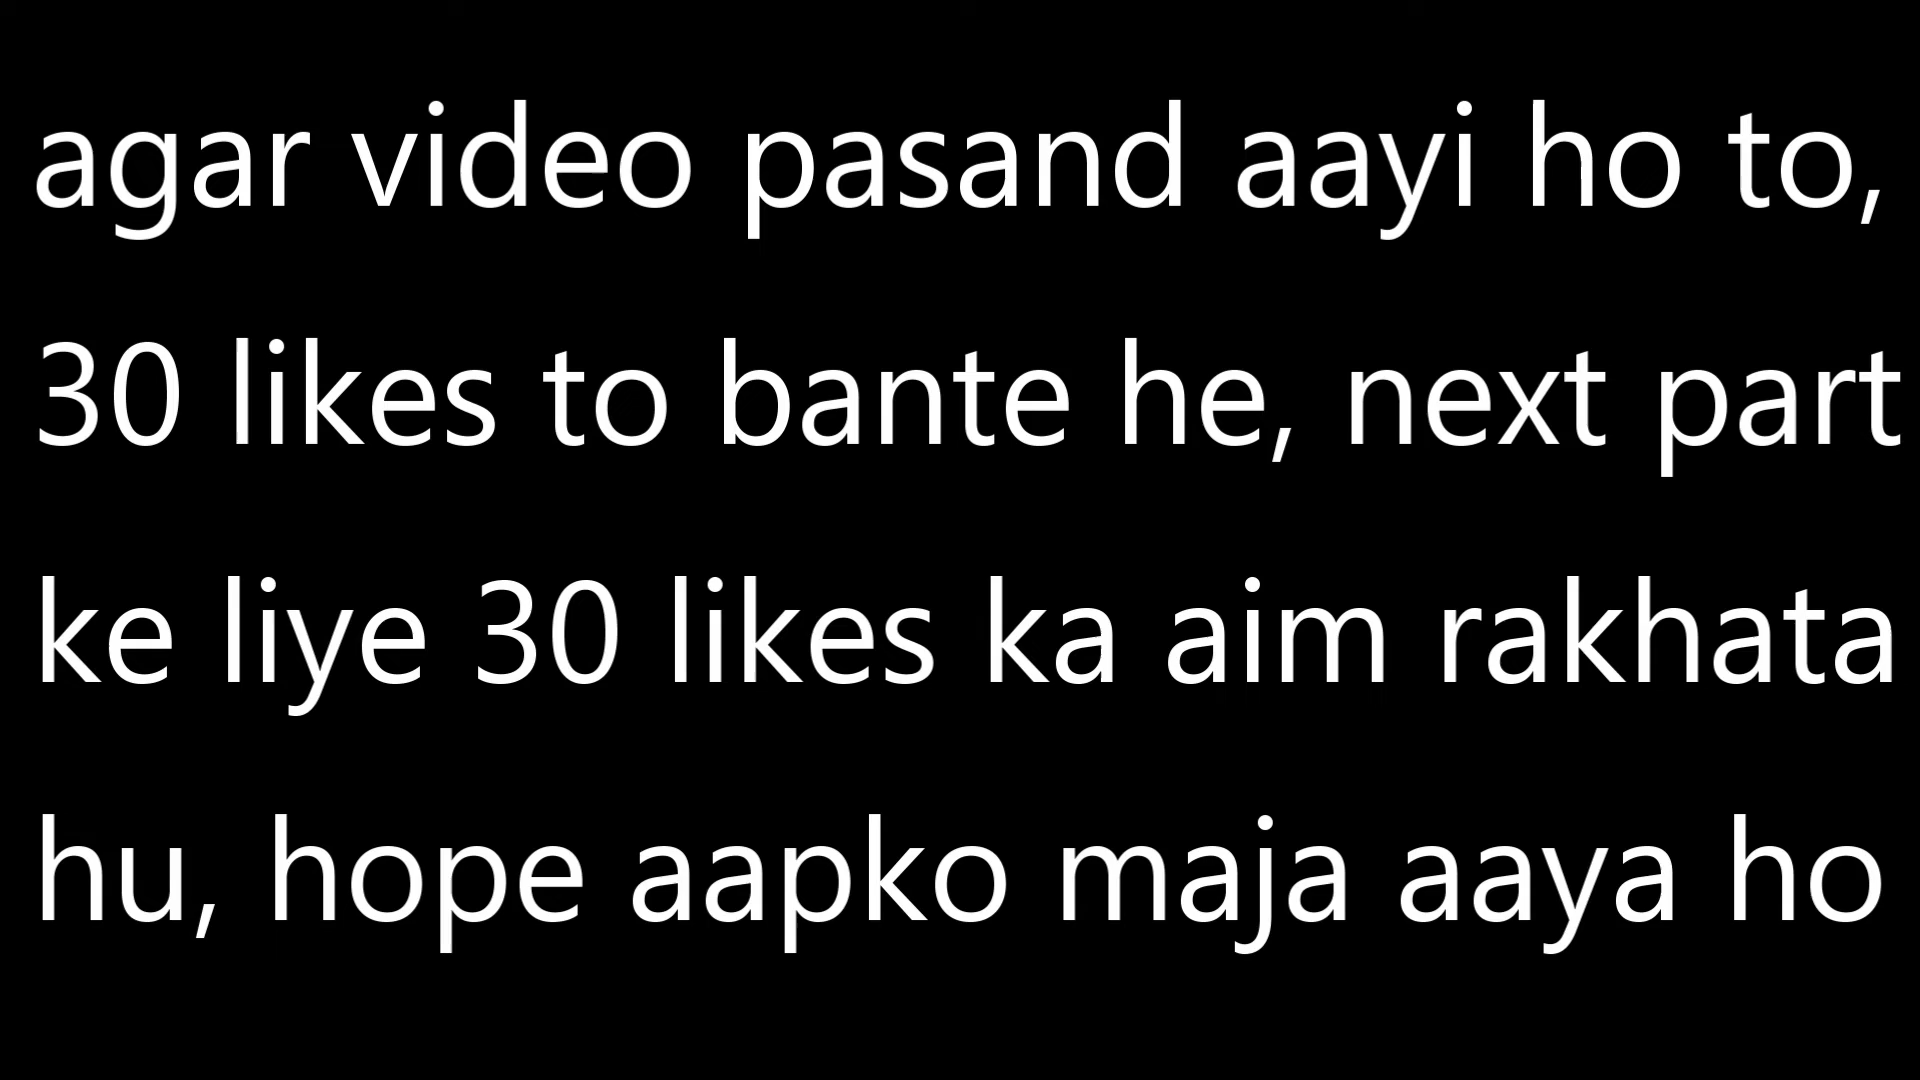 agar video pasand aayi ho to,
30 likes to bante he, next part
ke liye 30 likes ka aim rakhata
hu, hope aapko maja aaya ho